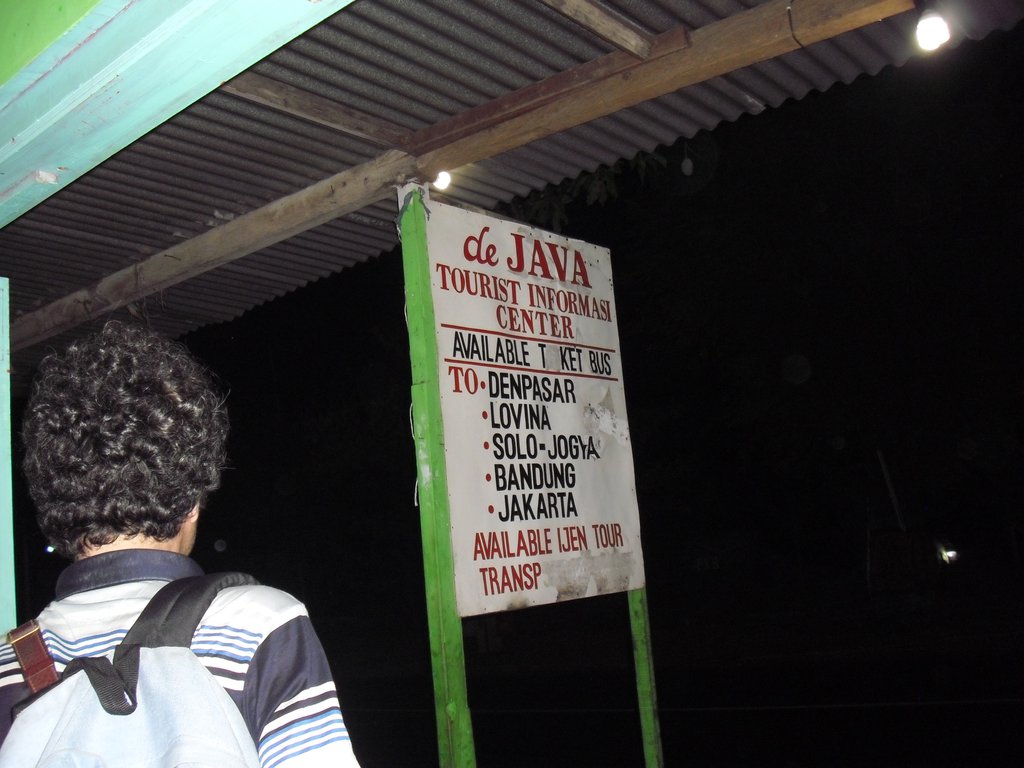 de JAVA
TOURIST INFORMASI
CENTER
AVAILABLE T KET BUS
TO • DENPASAR
• LOVINA
• SOLO-JOGYA
• BANDUNG
• JAKARTA
AVAILABLE IJEN TOUR
TRANSP